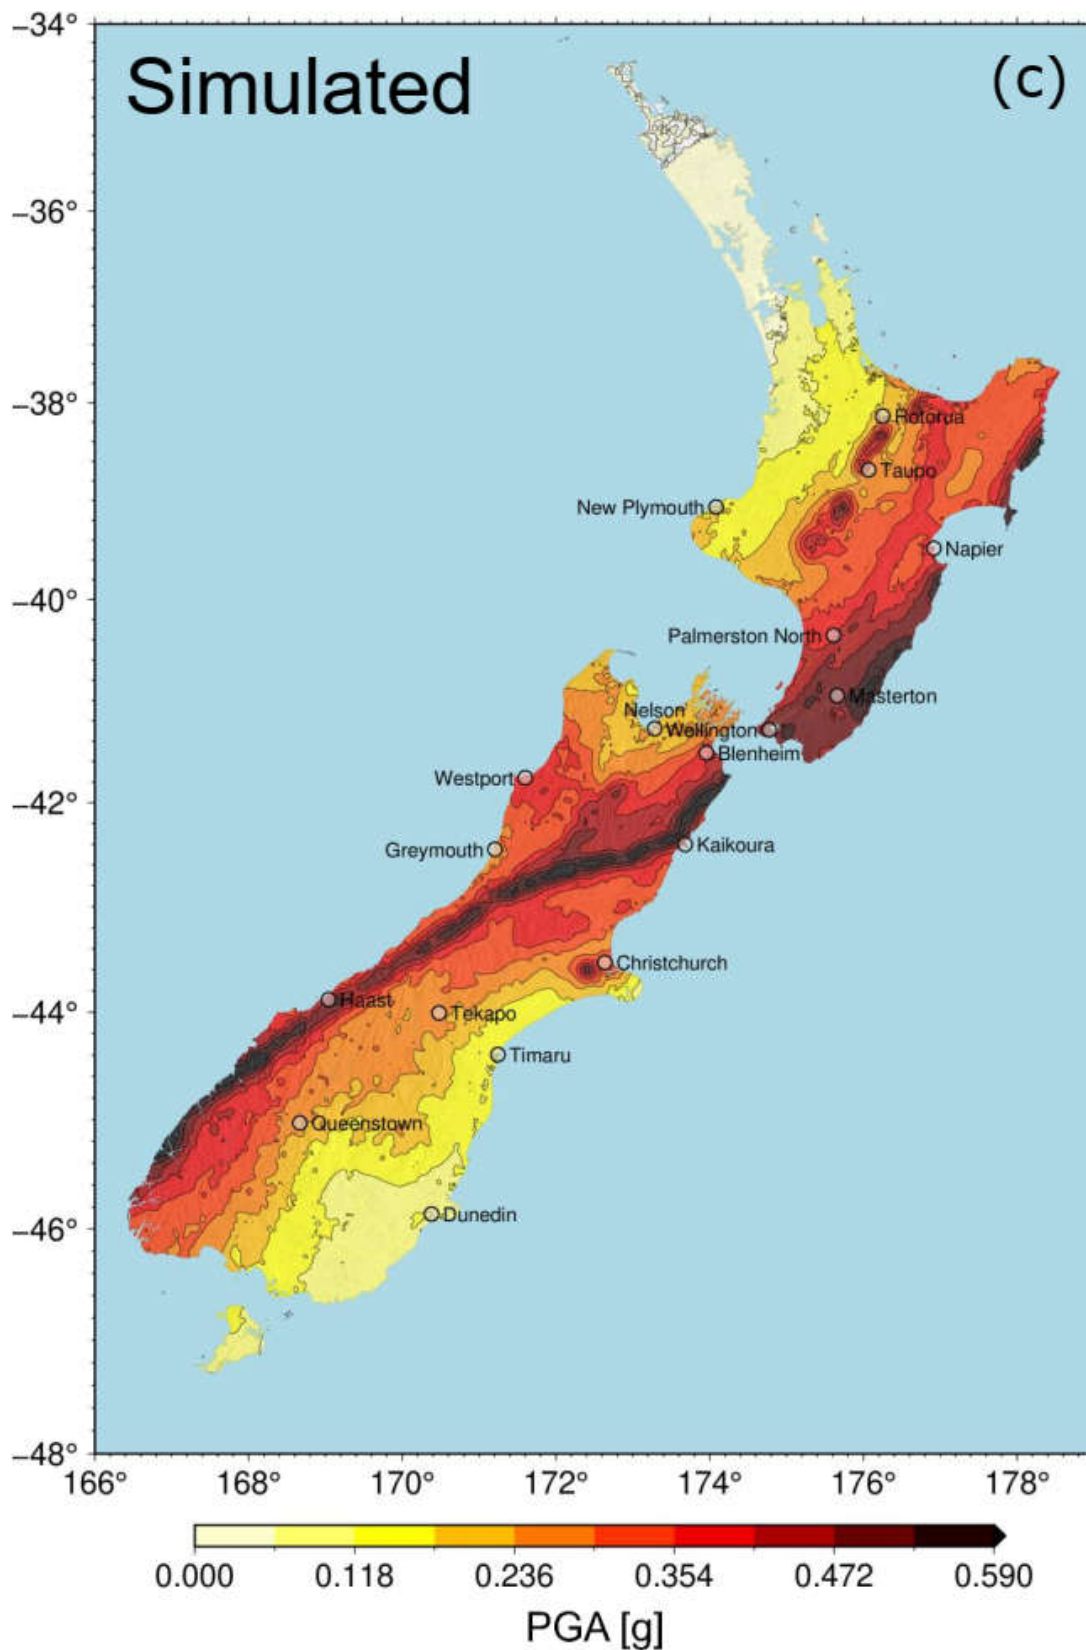 Simulated
(c)
−34°
−36°
−38°
−40°
−42°
−44°
−46°
−48°
Rotorua
Taupo
New Plymouth
Napier
Palmerston North
Masterton
Nelson
Wellington
Blenheim
Westport
Kaikoura
Greymouth
Christchurch
Haast
Tekapo
Timaru
Queenstown
Dunedin
166° 168° 170° 172° 174° 176° 178°
0.000 0.118 0.236 0.354 0.472 0.590
PGA [g]